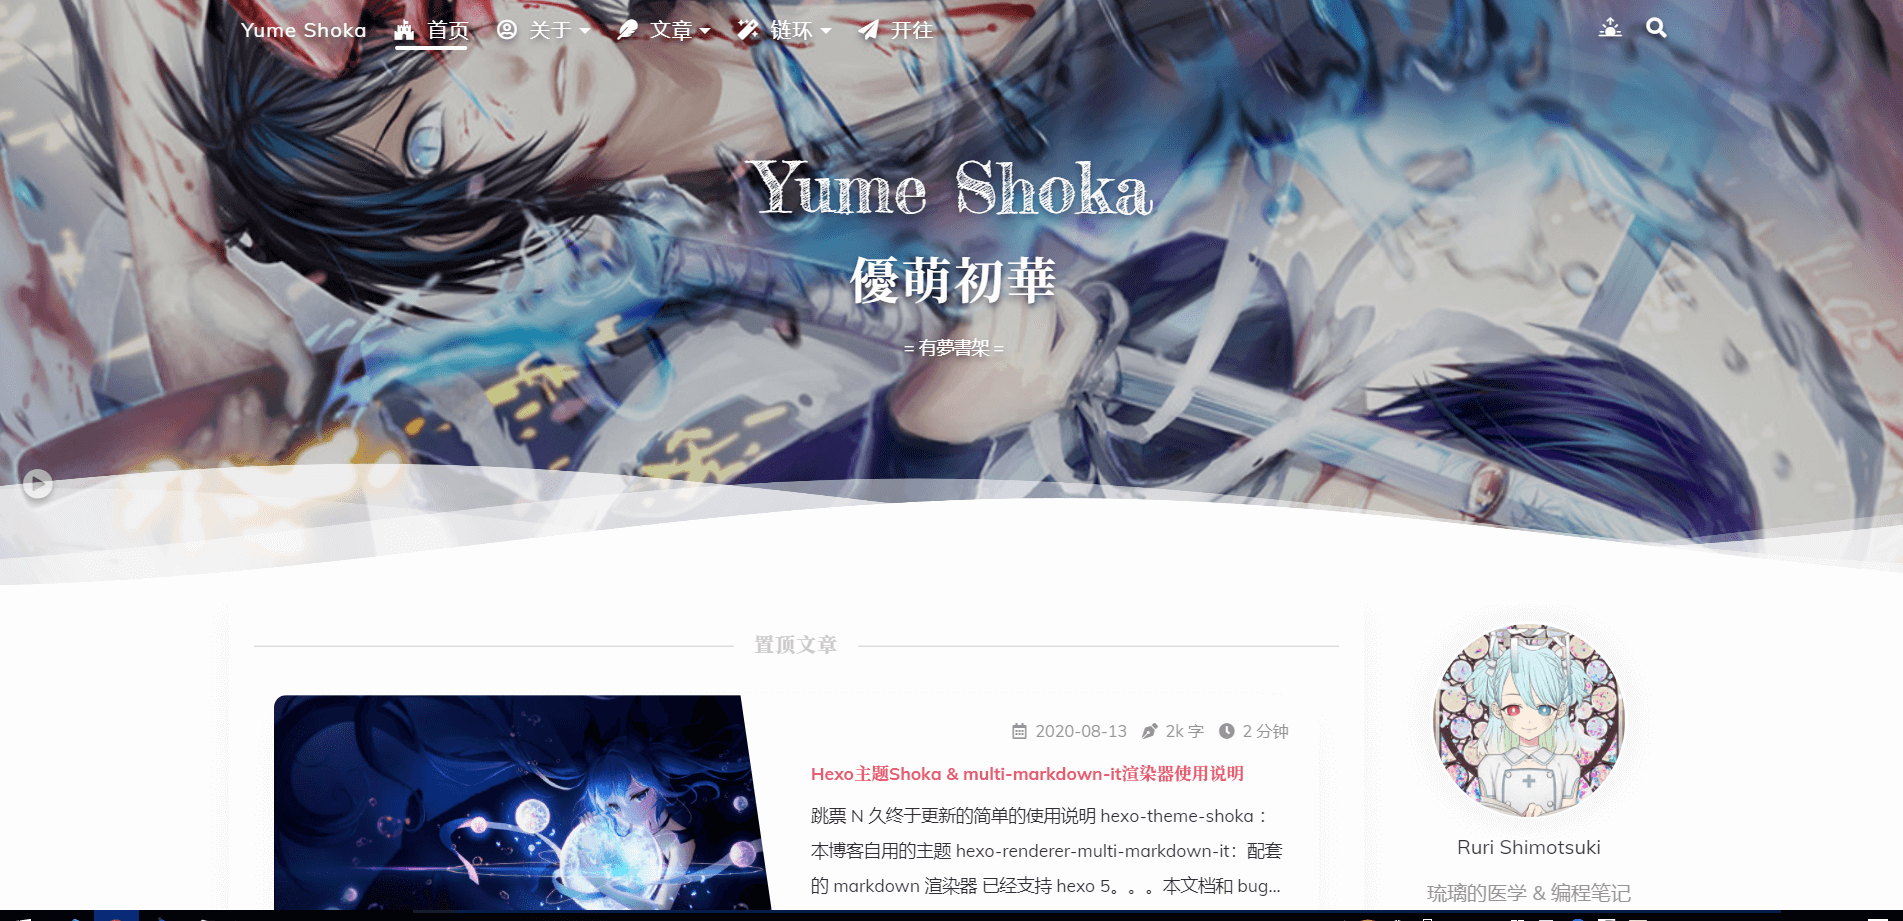 Yume Shoka 首页 关于 文章 链环 开往
Yume Shoka
優萌初華
= 有夢書架 =
置顶文章
2020-08-13 2k 字 2 分钟
Hexo主题Shoka & multi-markdown-it渲染器使用说明
跳票 N 久终于更新的简单的使用说明 hexo-theme-shoka：
本博客自用的主题 hexo-renderer-multi-markdown-it：配套
的 markdown 渲染器 已经支持 hexo 5。。。本文档和 bug...
Ruri Shimotsuki
琉璃的医学 & 编程笔记